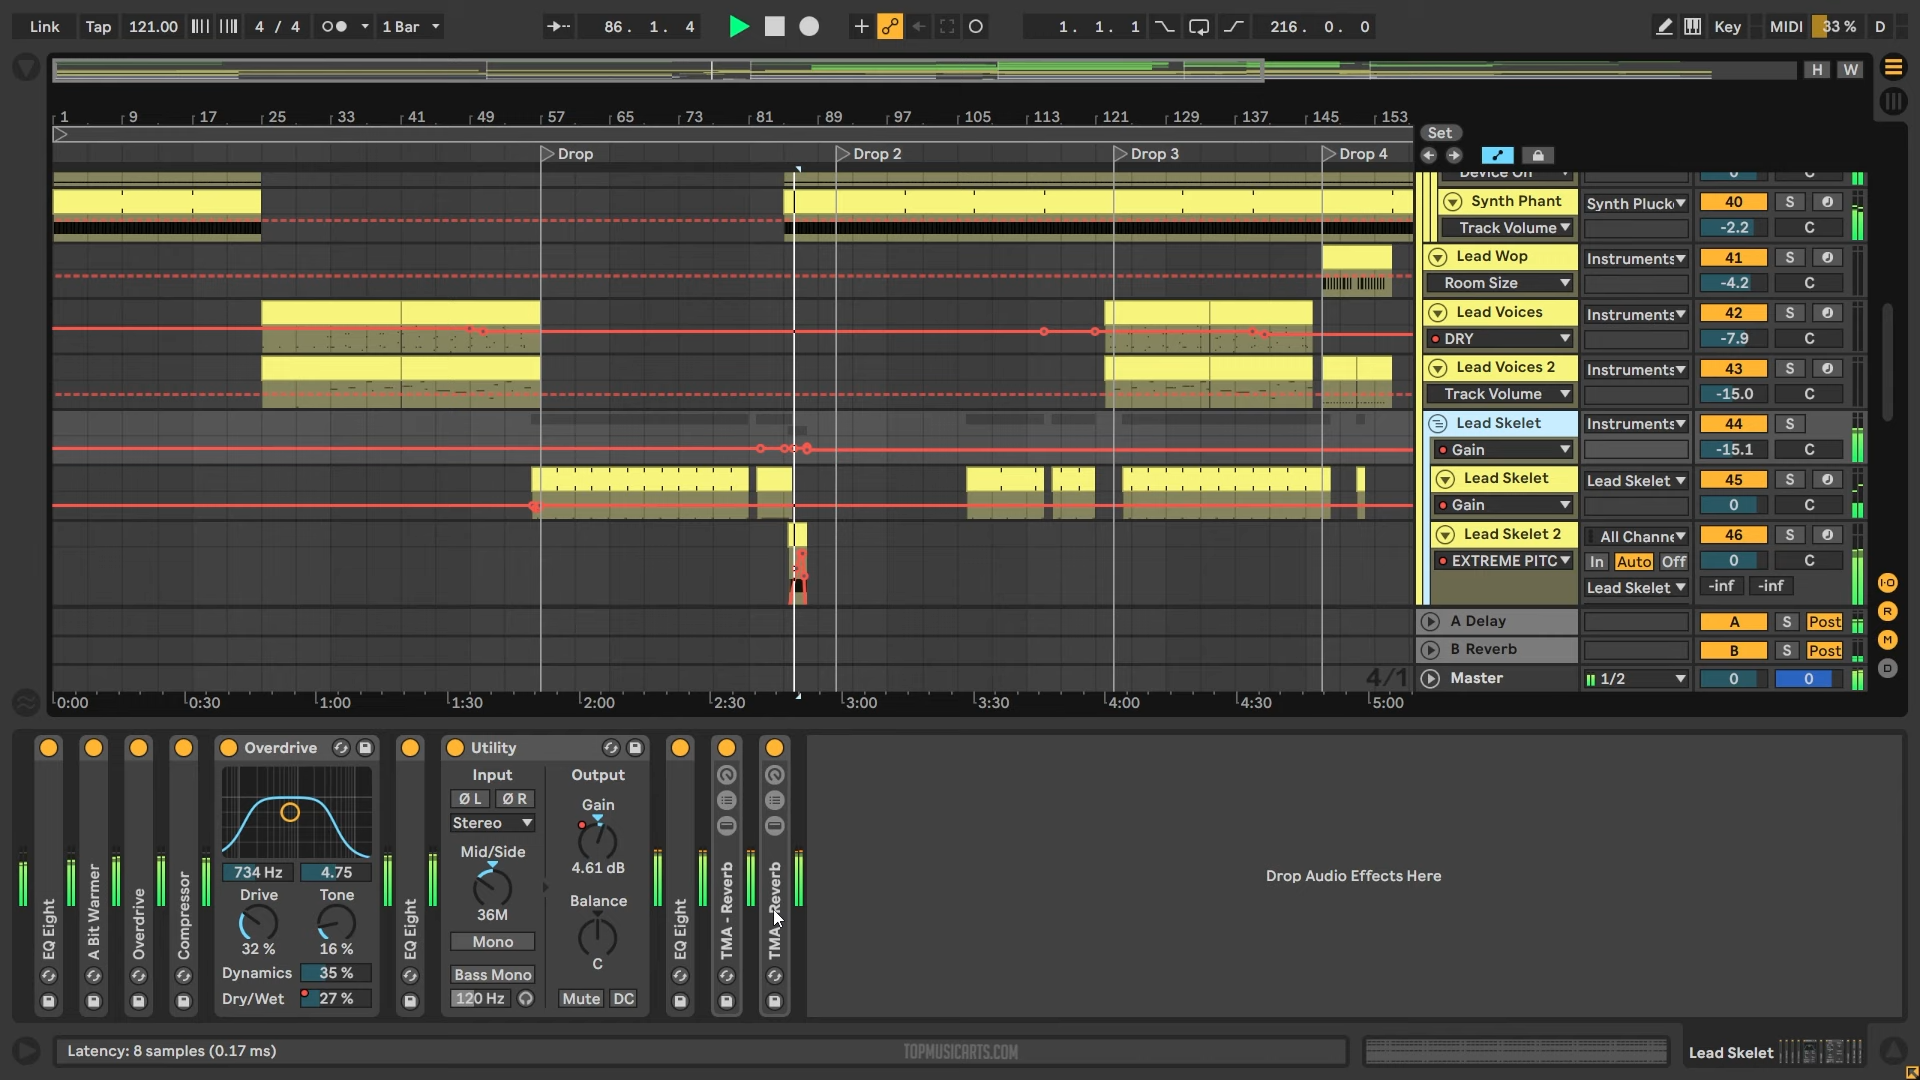 Link Tap 121.00 4 / 4 1 Bar 86. 1. 4 1. 1. 1 216. 0. 0 Key MIDI 33 % D
H W
1 9 17 25 33 41 49 57 65 73 81 89 97 105 113 121 129 137 145 153
Set
Drop Drop 2 Drop 3 Drop 4
Device On 0 C
Synth Phant Synth Pluck 40 S
Track Volume -2.2 C
Lead Wop Instruments 41 S
Room Size -4.2 C
Lead Voices Instruments 42 S
DRY -7.9 C
Lead Voices 2 Instruments 43 S
Track Volume -15.0 C
Lead Skelet Instruments 44 S
Gain -15.1 C
Lead Skelet Lead Skelet 45 S
Gain 0 C
Lead Skelet 2 All Channe 46 S
EXTREME PITC In Auto Off 0 C
Lead Skelet -inf -inf
I·O
R
M
D
A Delay A S Post
B Reverb B S Post
4/1 Master 1/2 0 0
0:00 0:30 1:00 1:30 2:00 2:30 3:00 3:30 4:00 4:30 5:00
EQ Eight
A Bit Warmer
Overdrive
Compressor
Overdrive
734 Hz 4.75
Drive Tone
32 % 16 %
Dynamics 35 %
Dry/Wet 27 %
EQ Eight
Utility
Input Output
Ø L Ø R Gain
Stereo
Mid/Side 4.61 dB
Balance
36M
Mono
C
Bass Mono
120 Hz Mute DC
EQ Eight
TMA - Reverb
TMA - Reverb
Drop Audio Effects Here
Latency: 8 samples (0.17 ms) TOPMUSICARTS.COM Lead Skelet